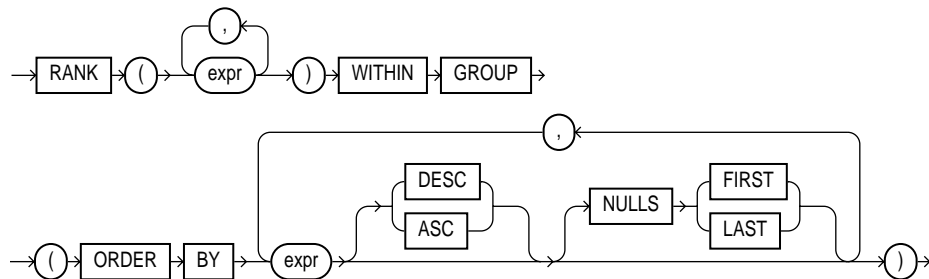 ,
RANK ( expr ) WITHIN GROUP
,
DESC FIRST
NULLS
ASC LAST
( ORDER BY expr )